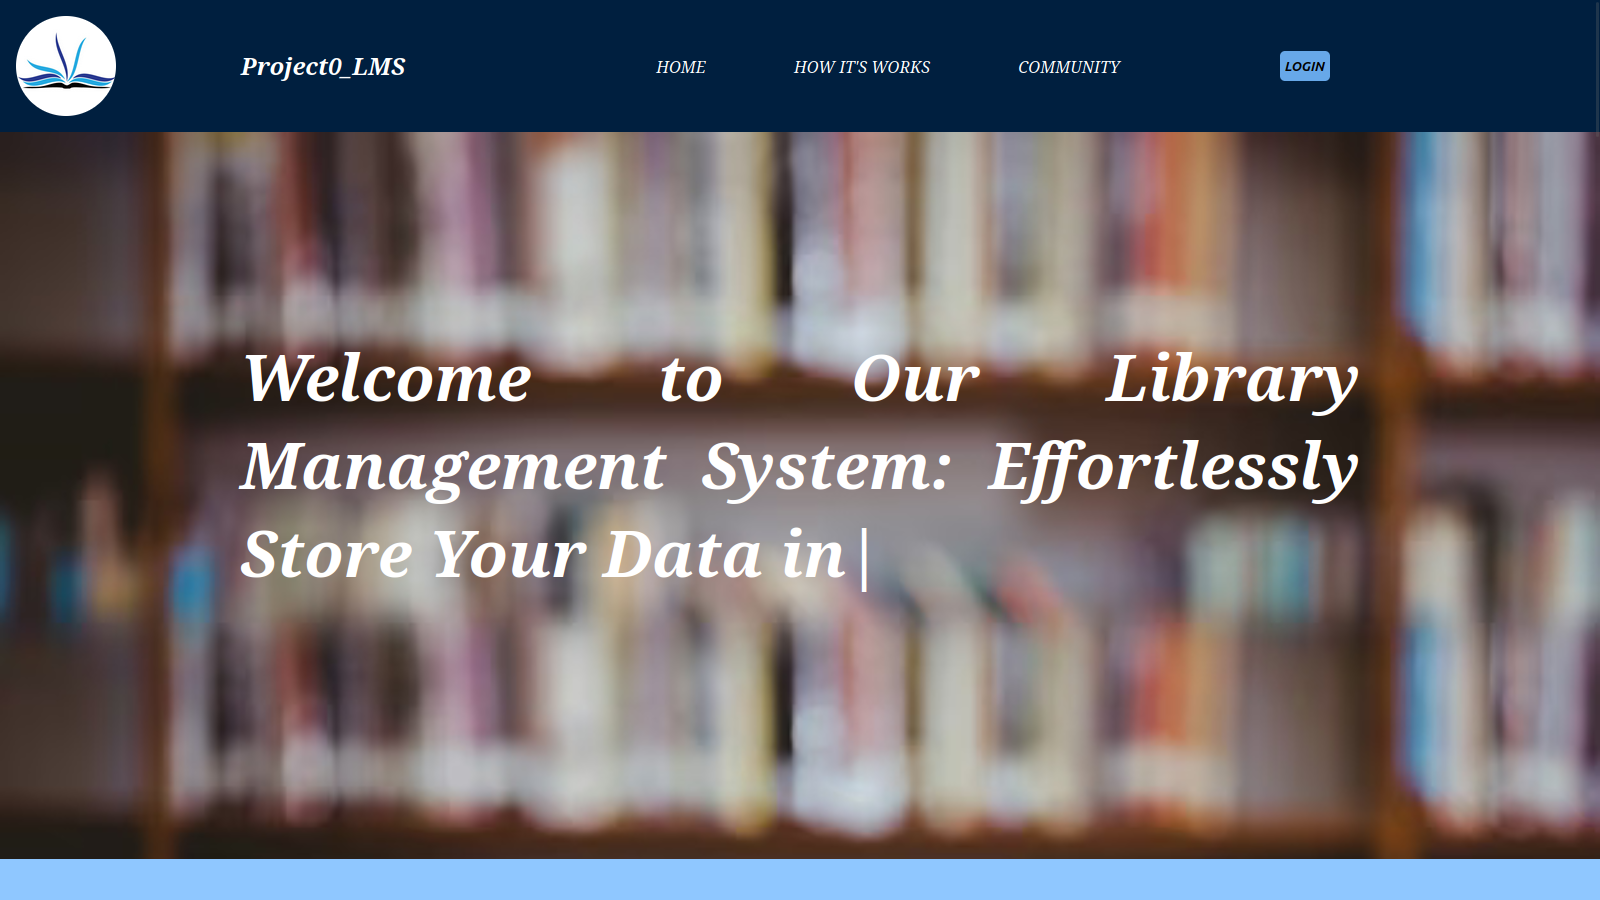 Project0_LMS
HOME
HOW IT'S WORKS
COMMUNITY
LOGIN
Welcome to Our Library
Management System: Effortlessly
Store Your Data in|